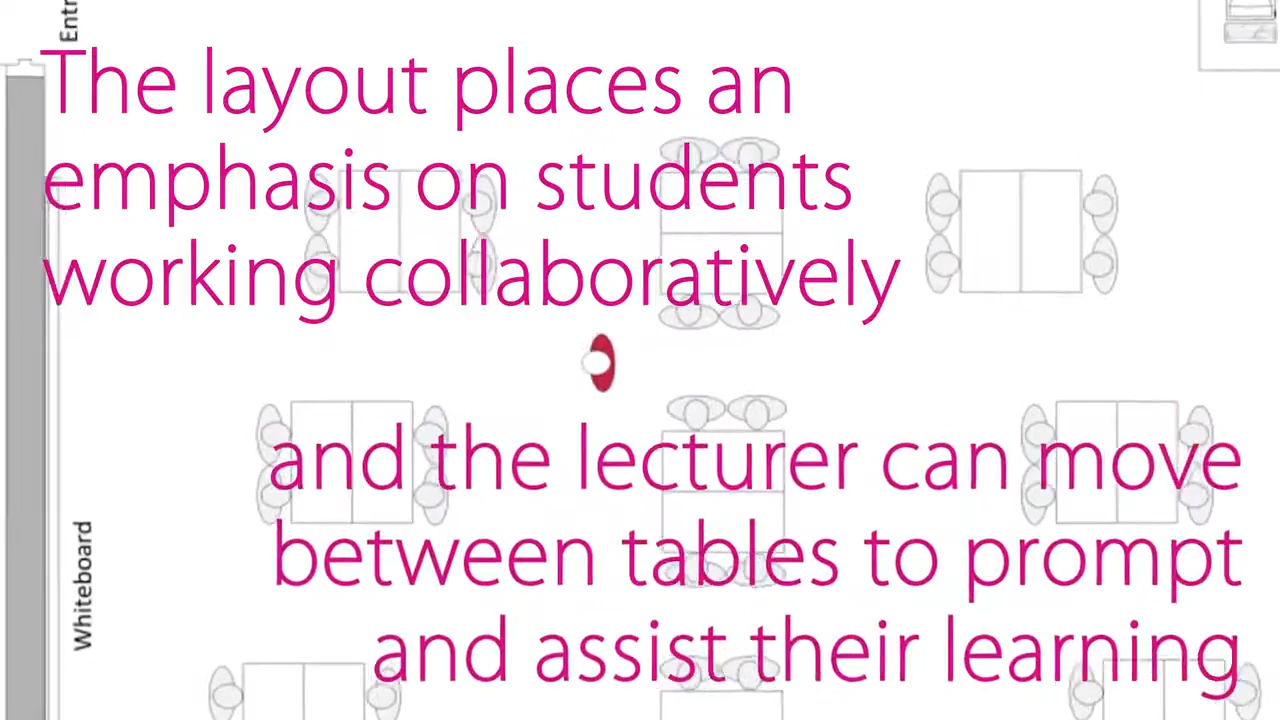 Entr
The layout places an
emphasis on students
working collaboratively
and the lecturer can move
between tables to prompt
and assist their learning
Whiteboard